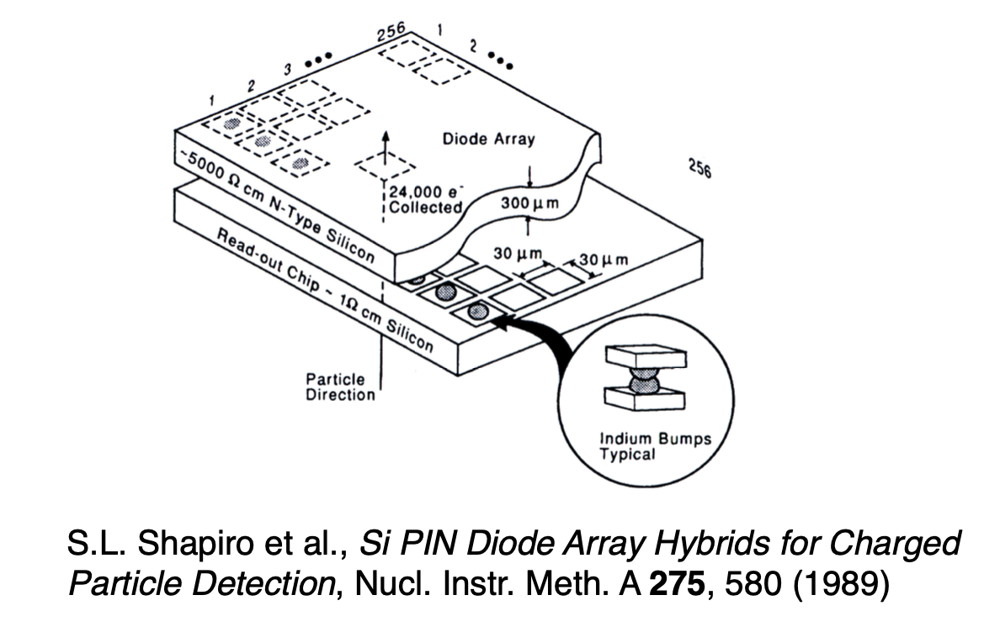 256 1 2 •••
1 2 3 •••
Diode Array
256
~5000 Ω cm N-Type Silicon
24,000 e⁻
Collected
300 μm
30 μm
30 μm
Read-out Chip ~ 1Ω cm Silicon
Particle
Direction
Indium Bumps
Typical
S.L. Shapiro et al., Si PIN Diode Array Hybrids for Charged
Particle Detection, Nucl. Instr. Meth. A 275, 580 (1989)